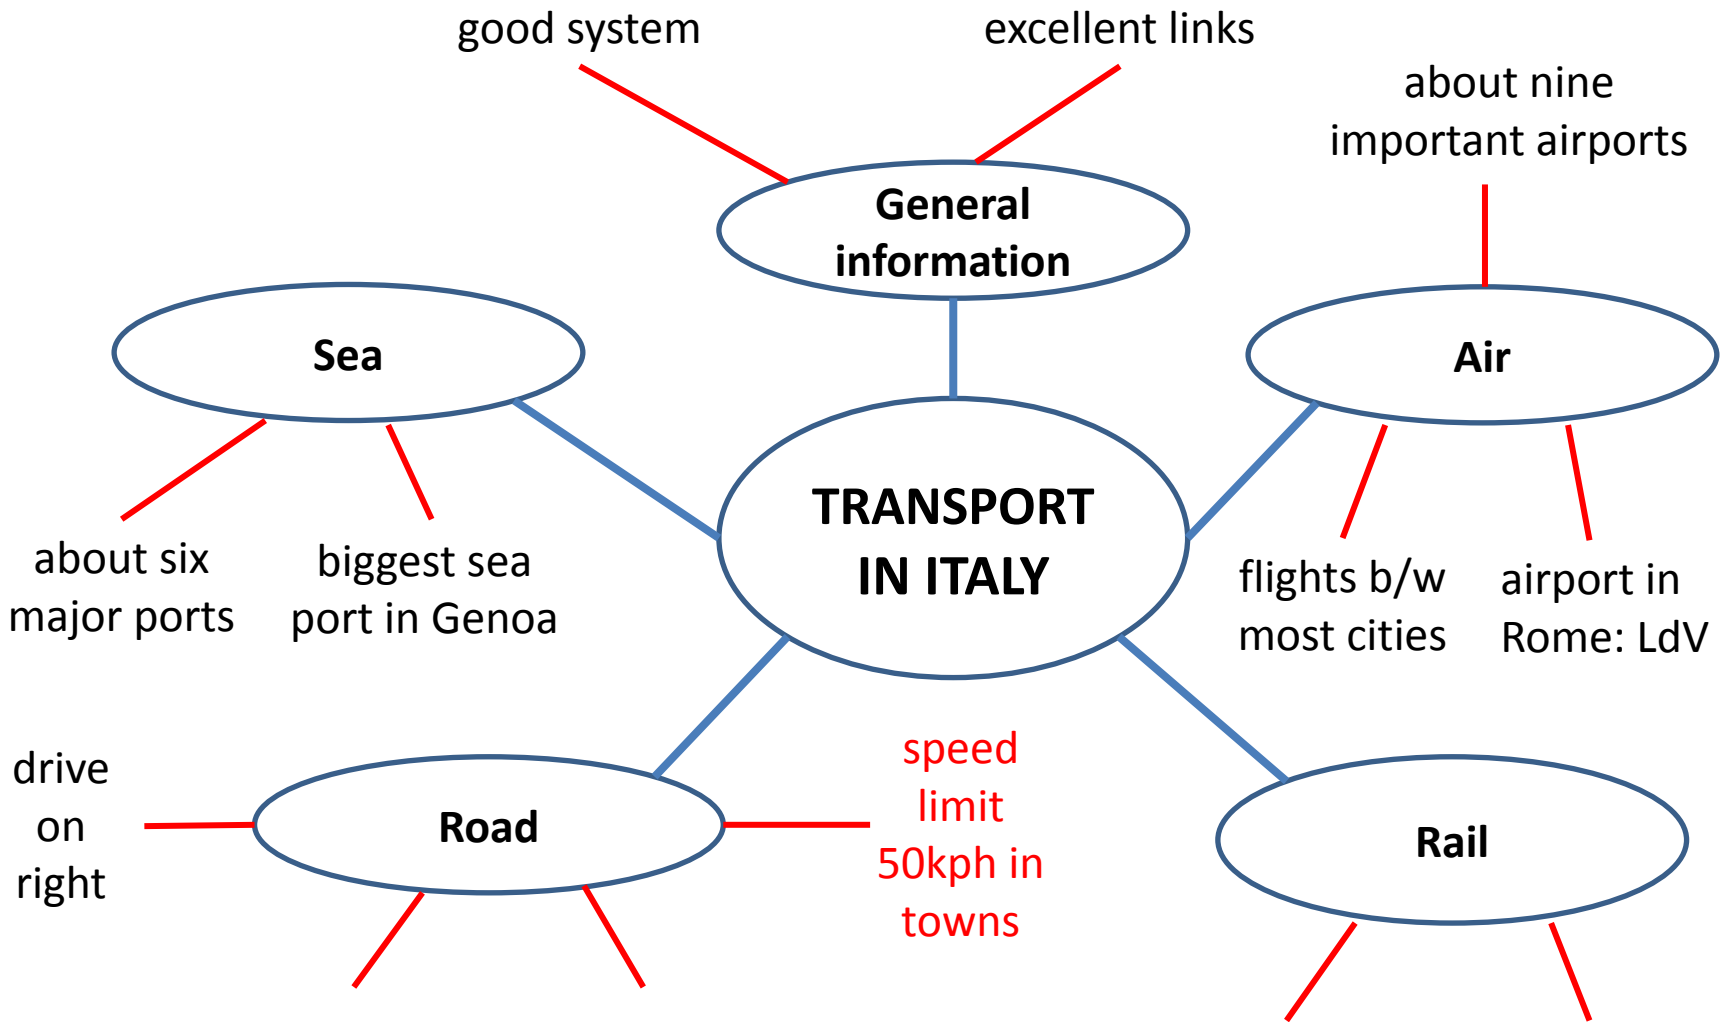 good system
excellent links
about nine
important airports
General
information
Sea
Air
TRANSPORT
IN ITALY
about six
major ports
biggest sea
port in Genoa
flights b/w
most cities
airport in
Rome: LdV
drive
on
right
Road
speed
limit
50kph in
towns
Rail